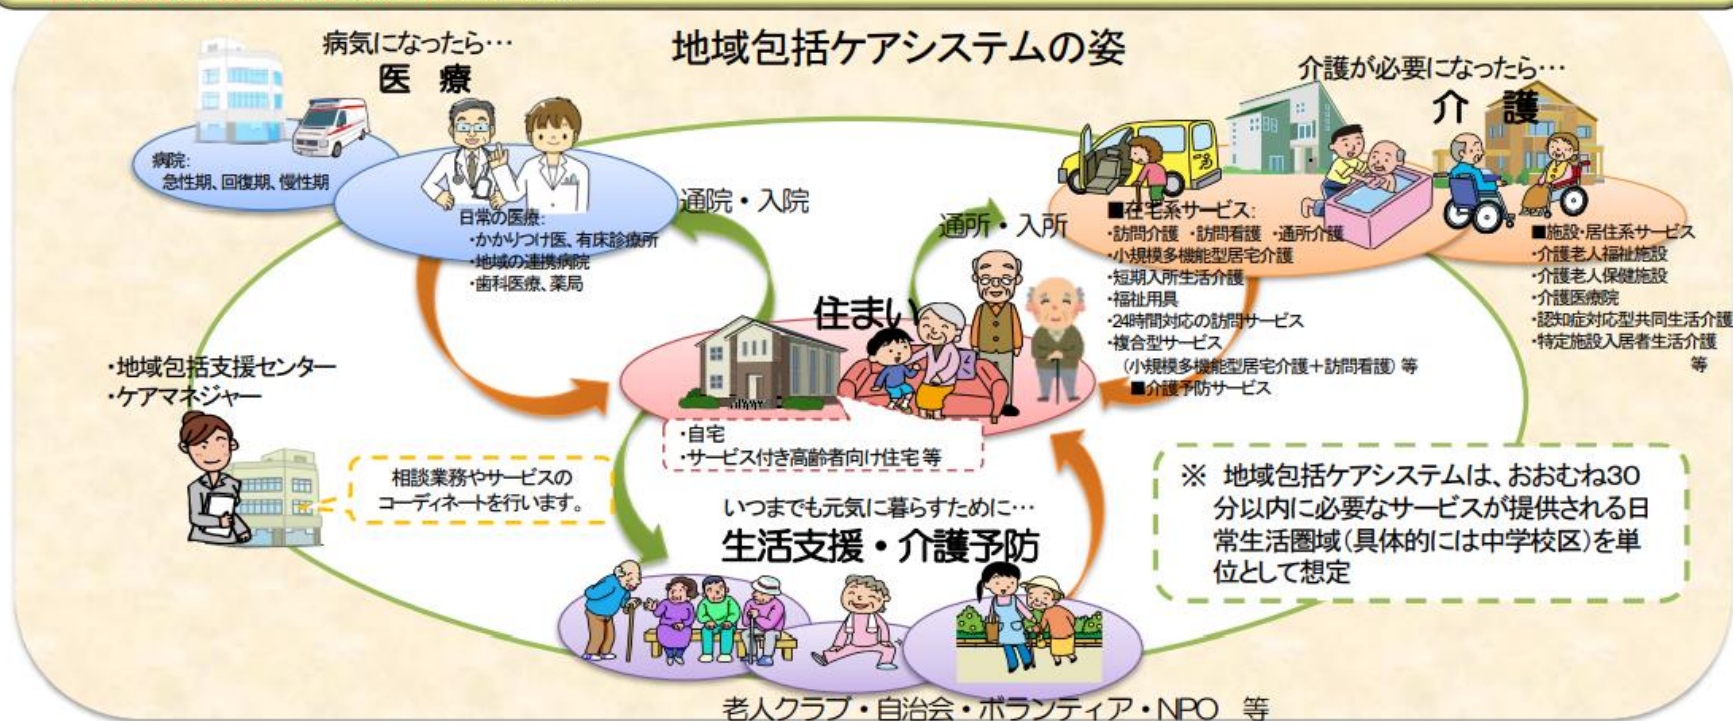 地域包括ケアシステムの姿
病気になったら…
医 療
病院:
急性期、回復期、慢性期
日常の医療:
・かかりつけ医、有床診療所
・地域の連携病院
・歯科医療、薬局
通院・入院
通所・入所
介護が必要になったら…
介 護
■在宅系サービス:
・訪問介護 ・訪問看護 ・通所介護
・小規模多機能型居宅介護
・短期入所生活介護
・福祉用具
・24時間対応の訪問サービス
・複合型サービス
(小規模多機能型居宅介護+訪問看護) 等
■介護予防サービス
■施設・居住系サービス
・介護老人福祉施設
・介護老人保健施設
・介護医療院
・認知症対応型共同生活介護
・特定施設入居者生活介護
等
住まい
・自宅
・サービス付き高齢者向け住宅 等
・地域包括支援センター
・ケアマネジャー
相談業務やサービスの
コーディネートを行います。
いつまでも元気に暮らすために…
生活支援・介護予防
※ 地域包括ケアシステムは、おおむね30
分以内に必要なサービスが提供される日
常生活圏域(具体的には中学校区)を単
位として想定
老人クラブ・自治会・ボランティア・NPO 等